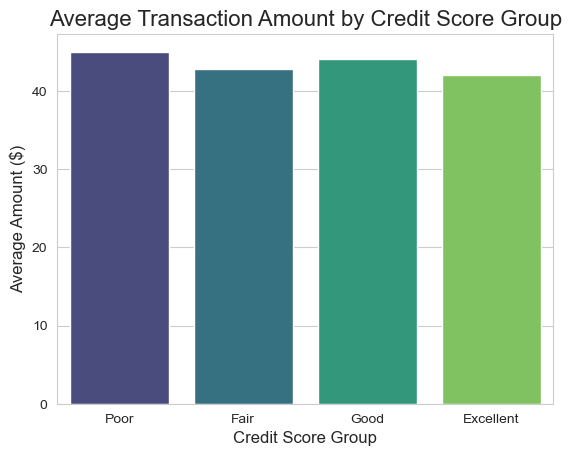 Average Transaction Amount by Credit Score Group
Average Amount ($)
40
30
20
10
0
Poor Fair Good Excellent
Credit Score Group